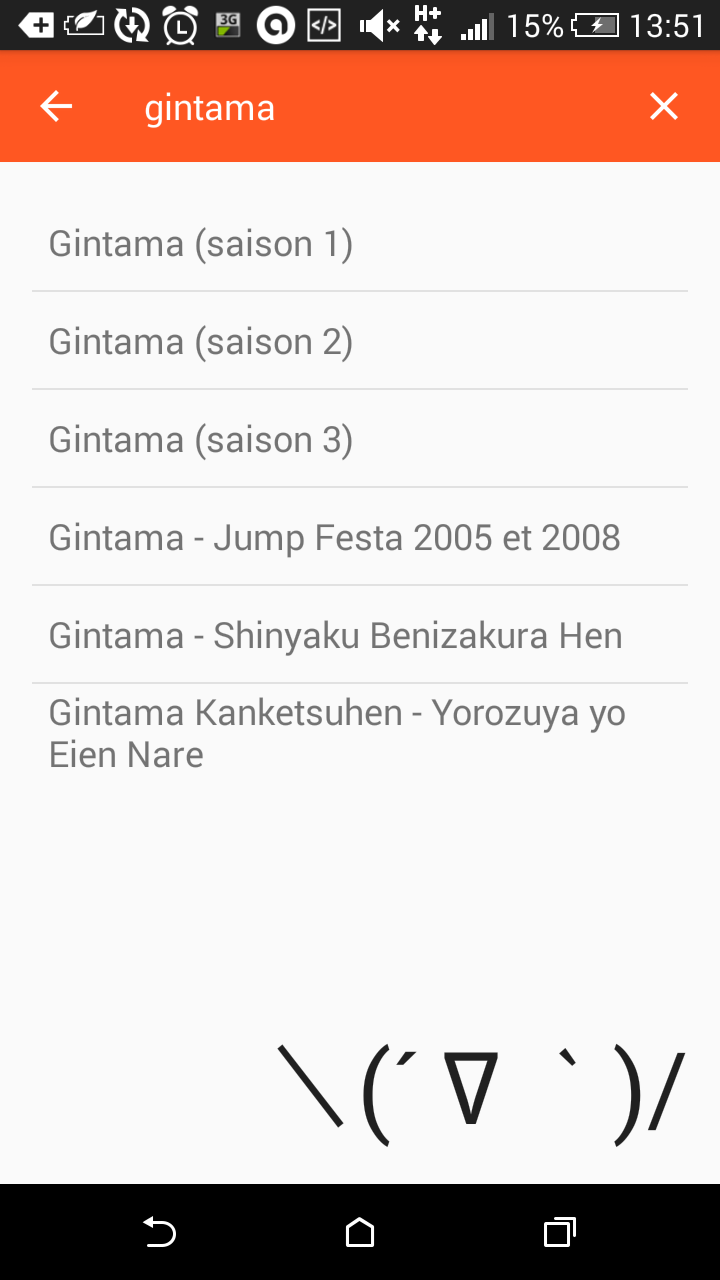 3G
</>
H+
15%
13:51
gintama
Gintama (saison 1)
Gintama (saison 2)
Gintama (saison 3)
Gintama - Jump Festa 2005 et 2008
Gintama - Shinyaku Benizakura Hen
Gintama Kanketsuhen - Yorozuya yo
Eien Nare
＼(´∇｀)/